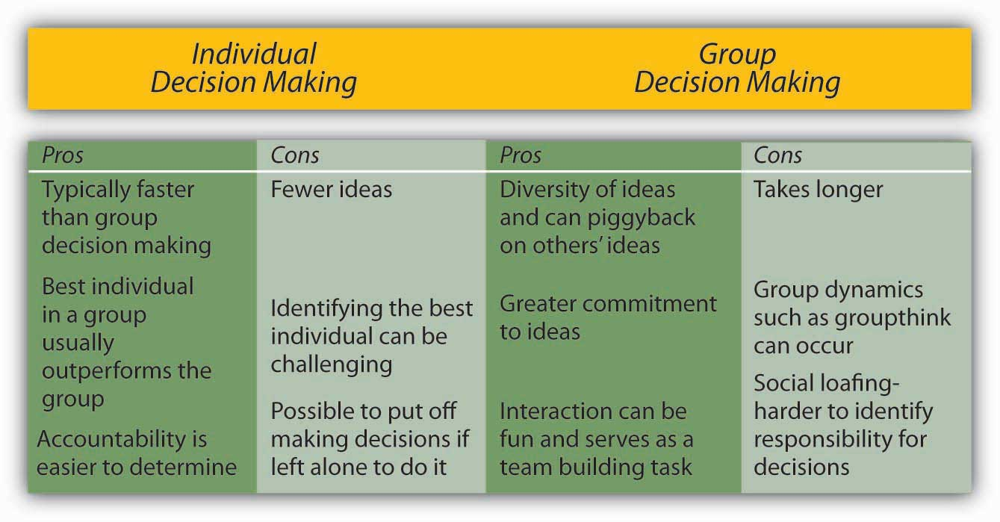 Individual
Decision Making
Group
Decision Making
Pros
Typically faster
than group
decision making
Best individual
in a group
usually
outperforms the
group
Accountability is
easier to determine
Cons
Fewer ideas
Identifying the best
individual can be
challenging
Possible to put off
making decisions if
left alone to do it
Pros
Diversity of ideas
and can piggyback
on others’ ideas
Greater commitment
to ideas
Interaction can be
fun and serves as a
team building task
Cons
Takes longer
Group dynamics
such as groupthink
can occur
Social loafing-
harder to identify
responsibility for
decisions